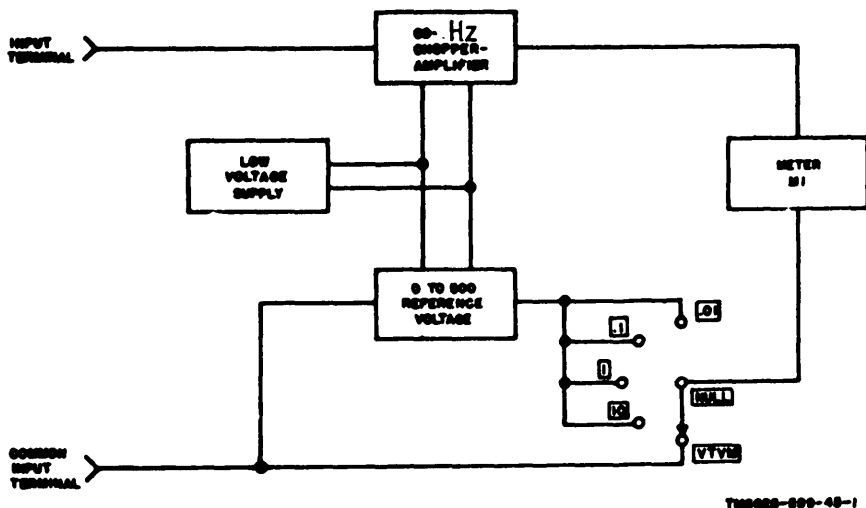 INPUT
TERMINAL
Hz
CHOPPER-
AMPLIFIER
LOW
VOLTAGE
SUPPLY
METER
M1
0 TO 500
REFERENCE
VOLTAGE
.01
.1
1
10
NULL
VTVM
COMMON
INPUT
TERMINAL